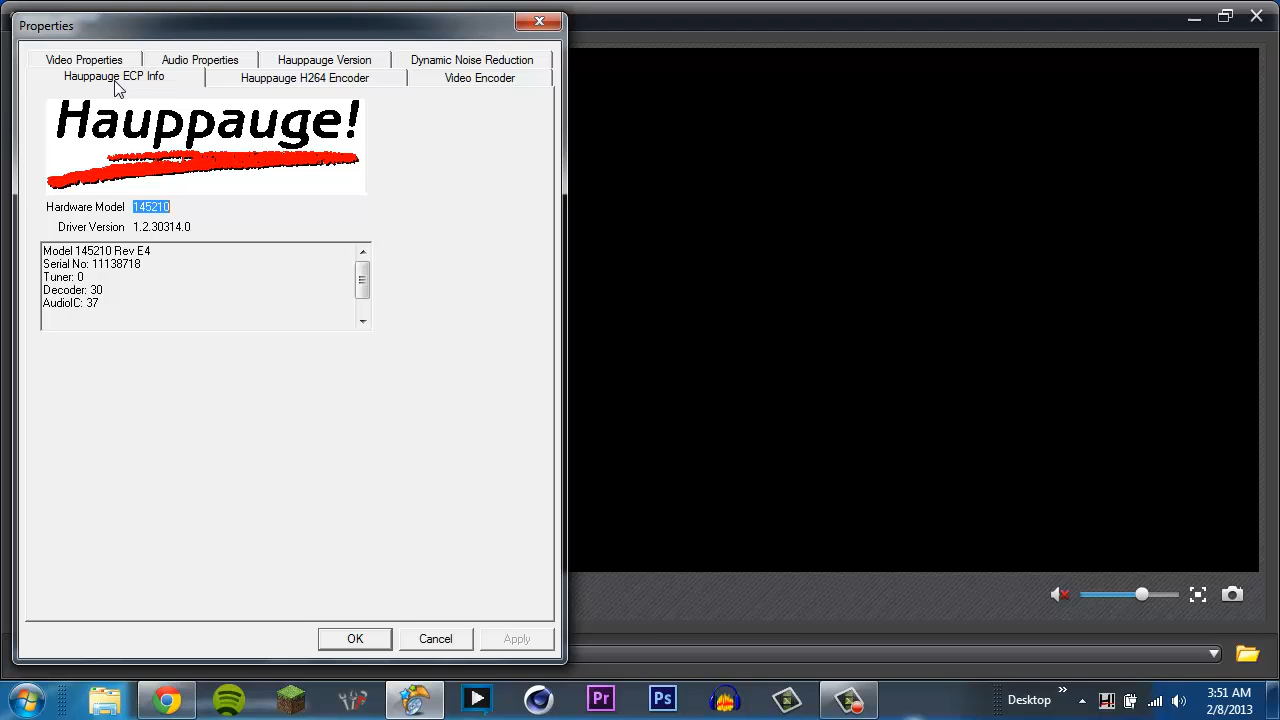 Properties
Video Properties
Audio Properties
Hauppauge Version
Dynamic Noise Reduction
Hauppauge ECP Info
Hauppauge H264 Encoder
Video Encoder
Hauppauge!
Hardware Model 145210
Driver Version 1.2.30314.0
Model 145210 Rev E4
Serial No: 11138718
Tuner: 0
Decoder: 30
AudioIC: 37
OK
Cancel
Apply
Pr
Ps
Desktop
3:51 AM
2/8/2013